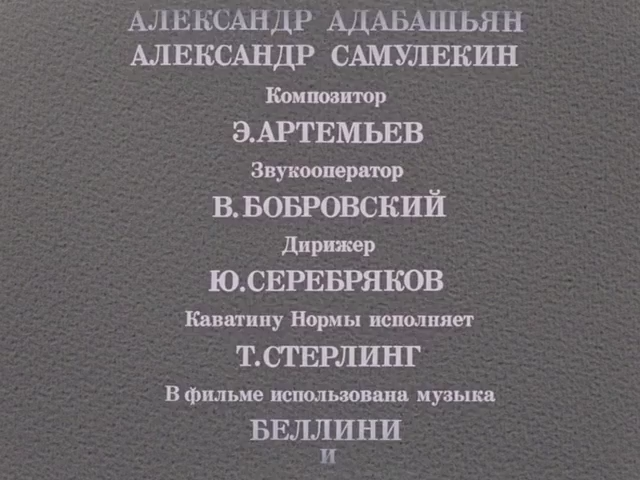 АЛЕКСАНДР АДАБАШЬЯН
АЛЕКСАНДР САМУЛЕКИН
Композитор
Э.АРТЕМЬЕВ
Звукооператор
В.БОБРОВСКИЙ
Дирижер
Ю.СЕРЕБРЯКОВ
Каватину Нормы исполняет
Т.СТЕРЛИНГ
В фильме использована музыка
БЕЛЛИНИ
И